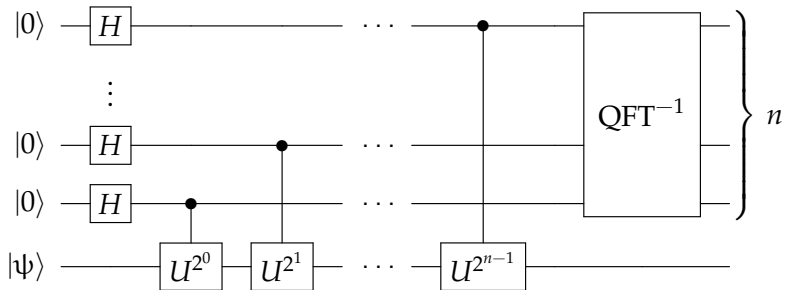 |0⟩ H · · ·
⋮
|0⟩ H · · ·
|0⟩ H · · ·
QFT⁻¹
n
|ψ⟩ U^{2^0} U^{2^1} · · · U^{2^{n−1}}